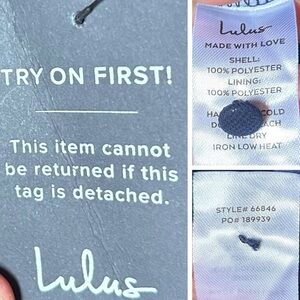 TRY ON FIRST!
This item cannot
be returned if this
tag is detached.
Lulus
Lulus
MADE WITH LOVE
SHELL:
100% POLYESTER
LINING:
100% POLYESTER
COLD
LINE DRY
IRON LOW HEAT
STYLE# 66846
PO# 189939